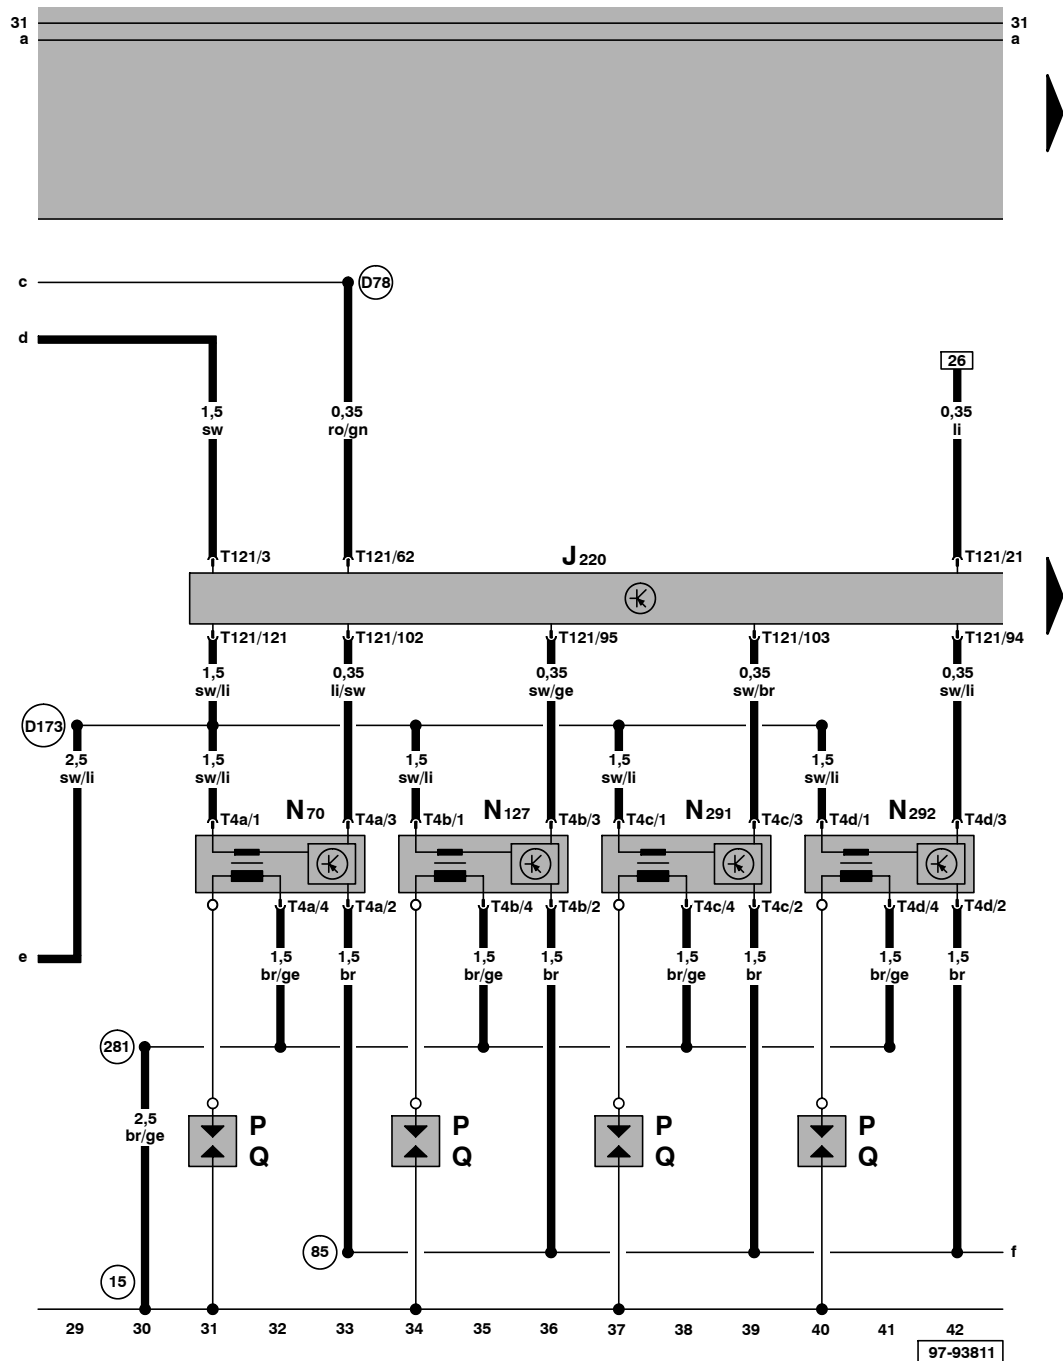 31 31
a a
c D78
d
26
1,5 0,35 0,35
sw ro/gn li
T121/3 T121/62 J220 T121/21
T121/121 T121/102 T121/95 T121/103 T121/94
1,5 0,35 0,35 0,35 0,35
sw/li li/sw sw/ge sw/br sw/li
D173
2,5 1,5 1,5 1,5 1,5
sw/li sw/li sw/li sw/li sw/li
T4a/1 N70 T4a/3 T4b/1 N127 T4b/3 T4c/1 N291 T4c/3 T4d/1 N292 T4d/3
T4a/4 T4a/2 T4b/4 T4b/2 T4c/4 T4c/2 T4d/4 T4d/2
e 1,5 1,5 1,5 1,5 1,5 1,5 1,5 1,5
br/ge br br/ge br br/ge br br/ge br
281
2,5 P P P P
br/ge Q Q Q Q
85 f
15
29 30 31 32 33 34 35 36 37 38 39 40 41 42
97-93811